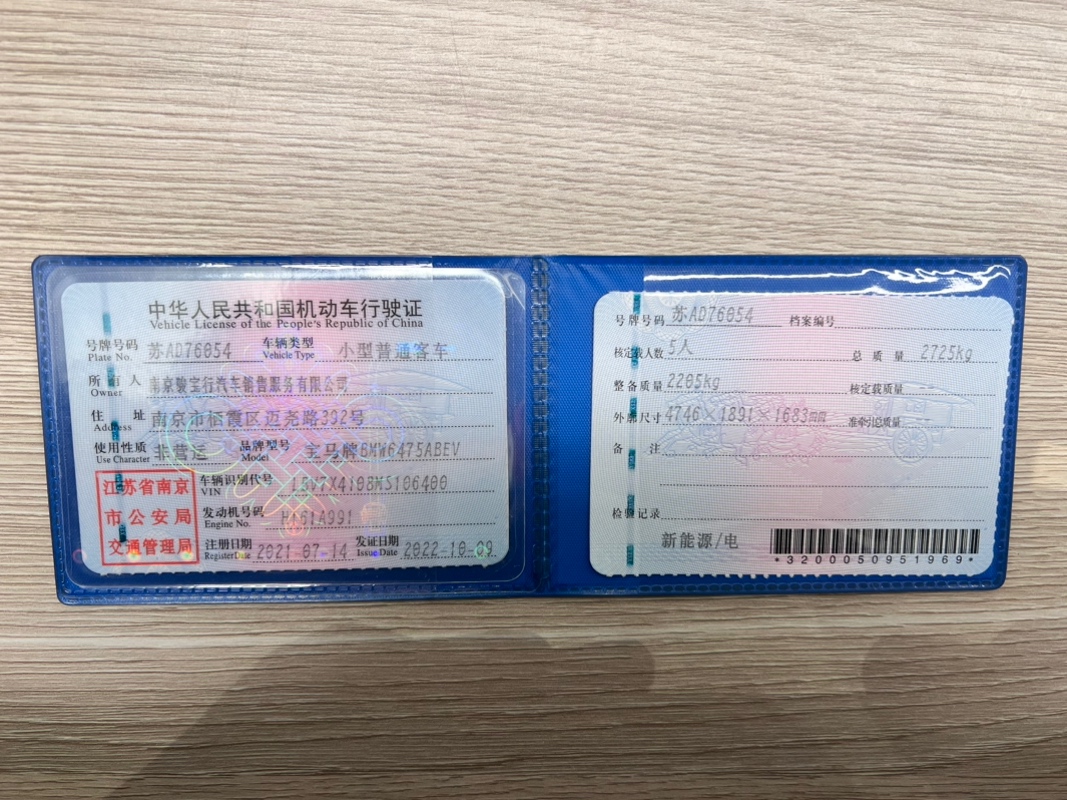 中华人民共和国机动车行驶证
Vehicle License of the People's Republic of China
号牌号码 苏AD76054 车辆类型 小型普通客车
Plate No. Vehicle Type
所有人 南京骏宝行汽车销售服务有限公司
Owner
住址 南京市栖霞区迈尧路392号
Address
使用性质 非营运 品牌型号 宝马牌BMW6475ABEV
Use Character Model
江苏省南京
市公安局
交通管理局
车辆识别代号
VIN
发动机号码
Engine No.
注册日期 2021-07-14 发证日期 2022-10-09
Register Date Issue Date
号牌号码 苏AD76054 档案编号
核定载人数 5人 总质量 2725kg
整备质量 2205kg 核定载质量
外廓尺寸 4746×1891×1683mm 准牵引总质量
备注
检验记录
新能源/电
*3200050951969*